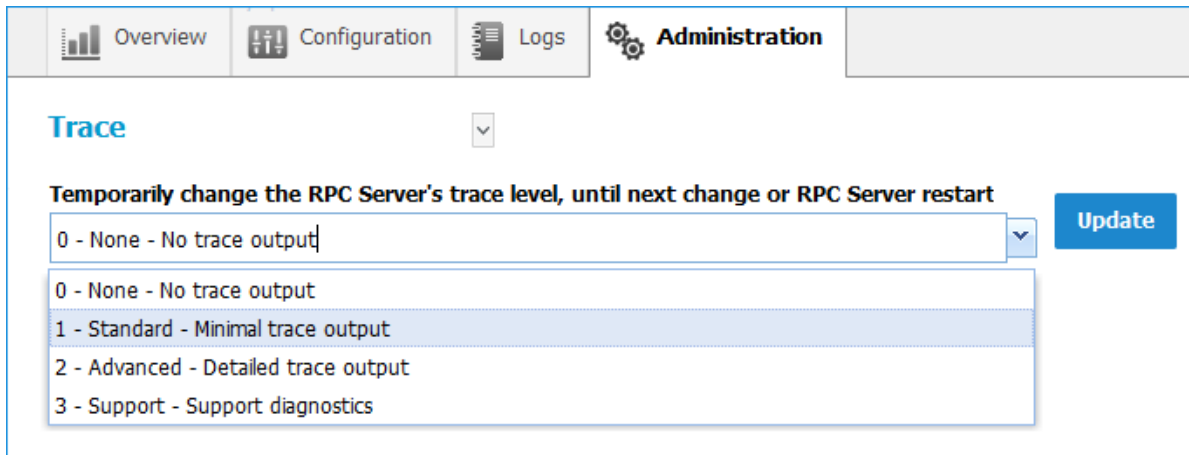 Overview Configuration Logs Administration
Trace
Temporarily change the RPC Server's trace level, until next change or RPC Server restart
0 - None - No trace output
Update
0 - None - No trace output
1 - Standard - Minimal trace output
2 - Advanced - Detailed trace output
3 - Support - Support diagnostics